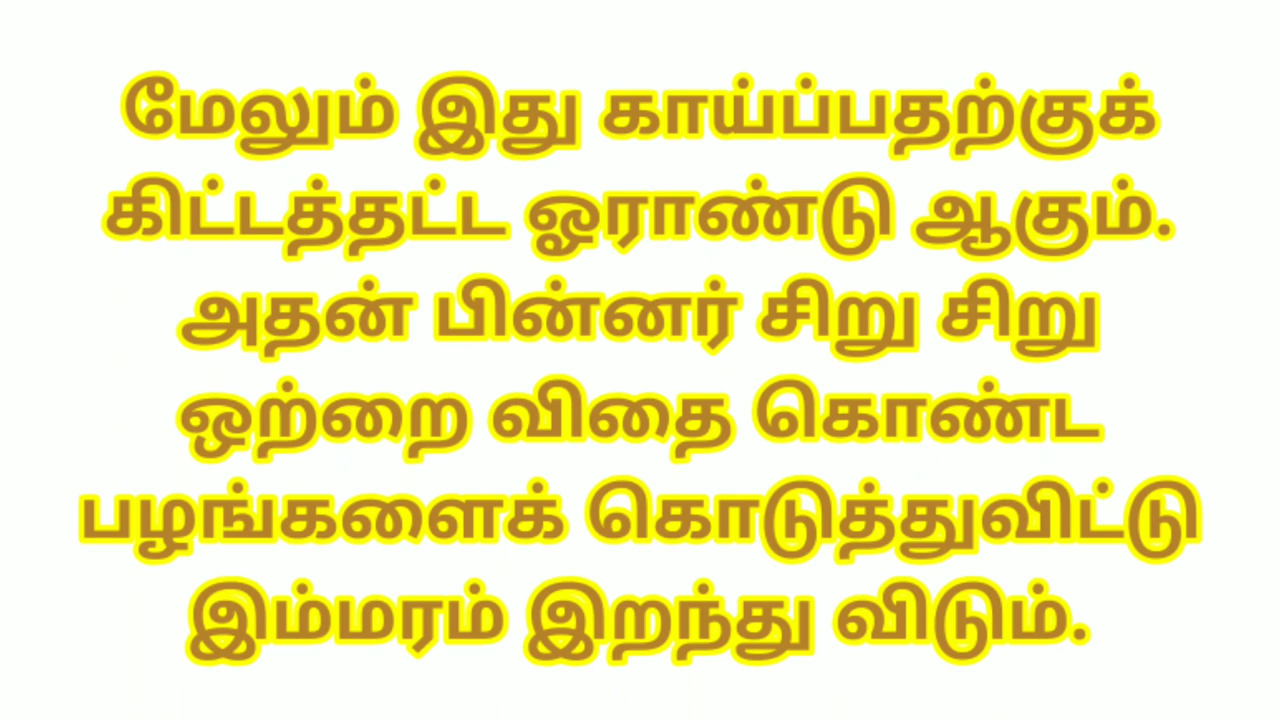 மேலும் இது காய்ப்பதற்குக்
கிட்டத்தட்ட ஓராண்டு ஆகும்.
அதன் பின்னர் சிறு சிறு
ஒற்றை விதை கொண்ட
பழங்களைக் கொடுத்துவிட்டு
இம்மரம் இறந்து விடும்.